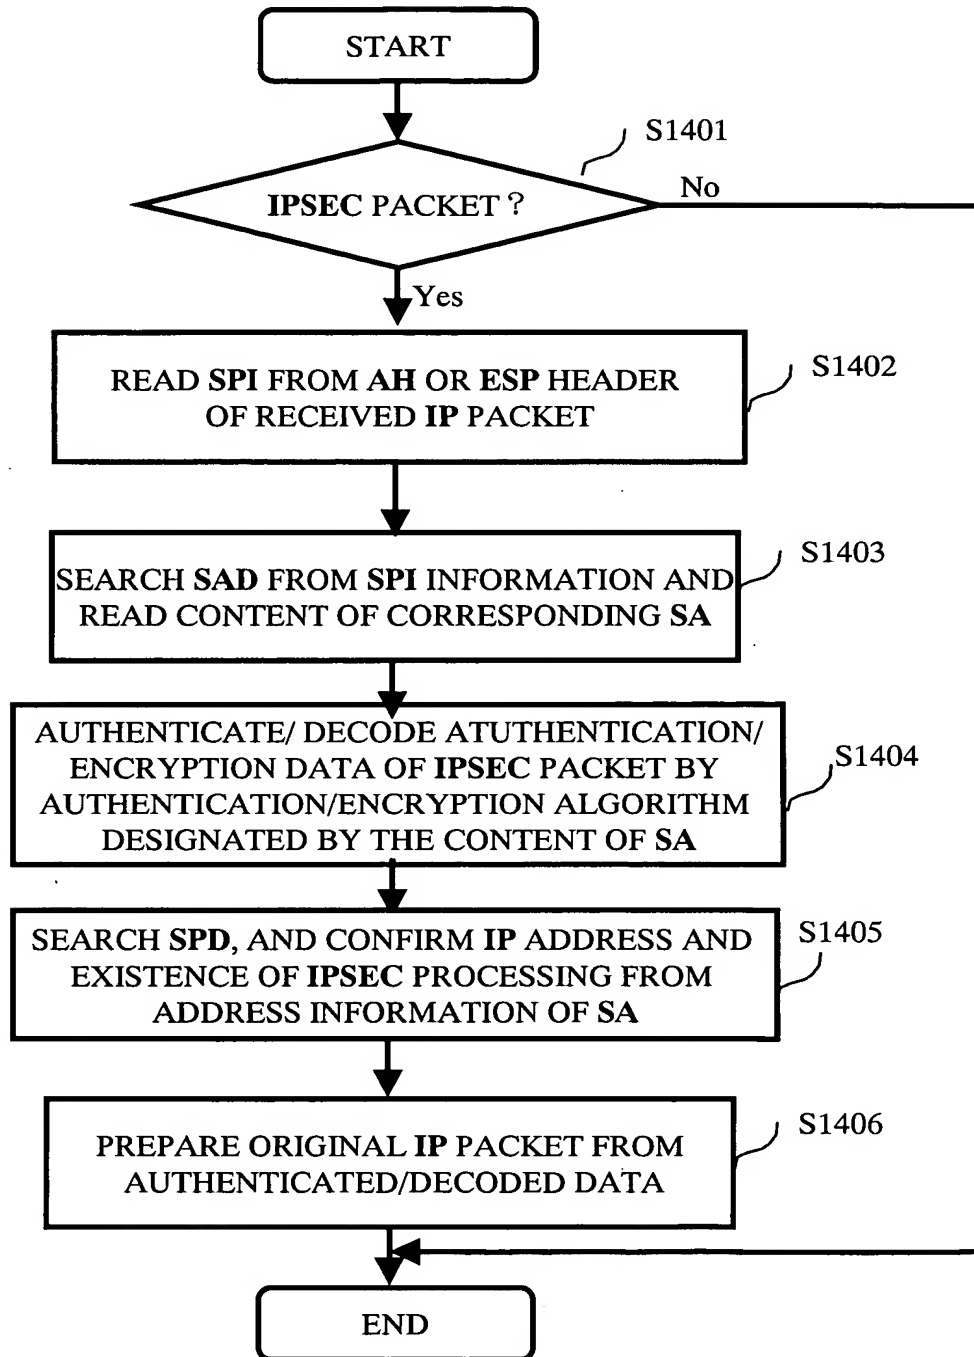 START
S1401
IPSEC PACKET?
No
Yes
READ SPI FROM AH OR ESP HEADER
OF RECEIVED IP PACKET
S1402
SEARCH SAD FROM SPI INFORMATION AND
READ CONTENT OF CORRESPONDING SA
S1403
AUTHENTICATE/ DECODE ATUTHENTICATION/
ENCRYPTION DATA OF IPSEC PACKET BY
AUTHENTICATION/ENCRYPTION ALGORITHM
DESIGNATED BY THE CONTENT OF SA
S1404
SEARCH SPD, AND CONFIRM IP ADDRESS AND
EXISTENCE OF IPSEC PROCESSING FROM
ADDRESS INFORMATION OF SA
S1405
PREPARE ORIGINAL IP PACKET FROM
AUTHENTICATED/DECODED DATA
S1406
END